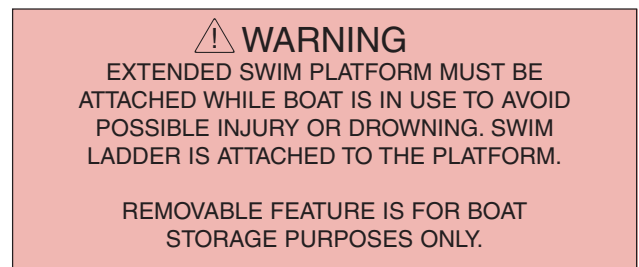 WARNING
EXTENDED SWIM PLATFORM MUST BE
ATTACHED WHILE BOAT IS IN USE TO AVOID
POSSIBLE INJURY OR DROWNING. SWIM
LADDER IS ATTACHED TO THE PLATFORM.
REMOVABLE FEATURE IS FOR BOAT
STORAGE PURPOSES ONLY.